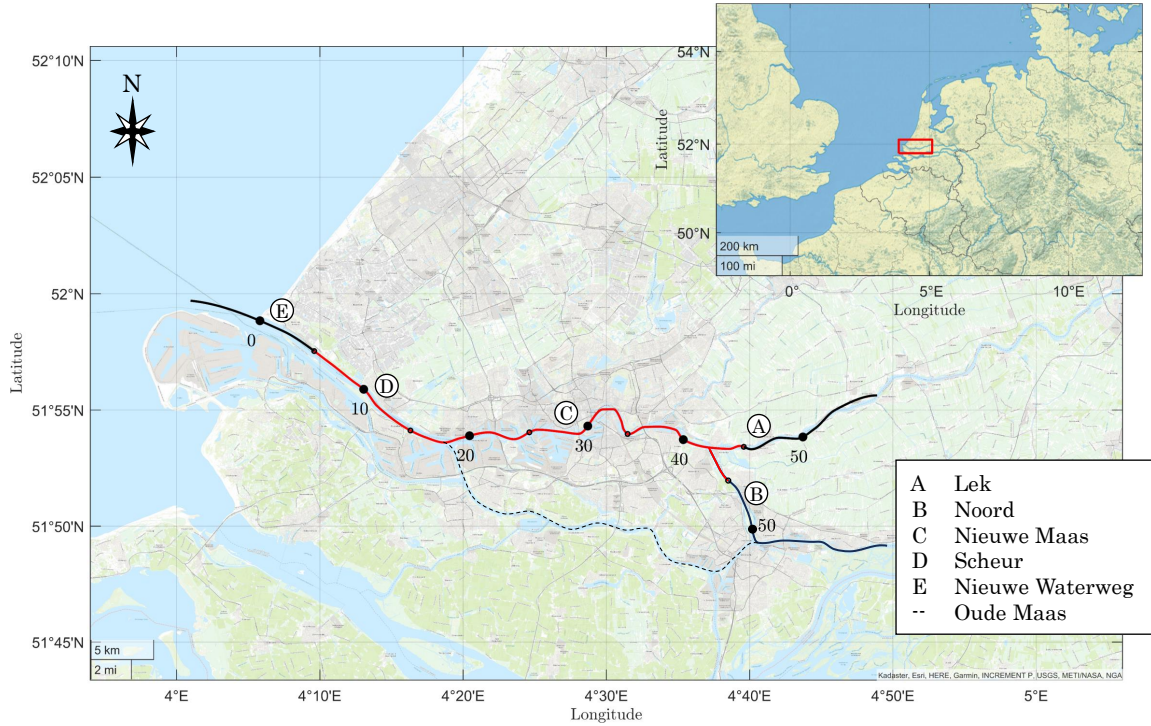 54°N
52°N
50°N
Latitude
200 km
100 mi
0°
5°E
10°E
Longitude
52°10'N
52°05'N
52°N
51°55'N
51°50'N
51°45'N
Latitude
N
E
0
D
10
C
20
30
40
A
50
B
50
A Lek
B Noord
C Nieuwe Maas
D Scheur
E Nieuwe Waterweg
-- Oude Maas
5 km
2 mi
Kadaster, Esri, HERE, Garmin, INCREMENT P, USGS, METI/NASA, NGA
4°E
4°10'E
4°20'E
4°30'E
4°40'E
4°50'E
5°E
Longitude